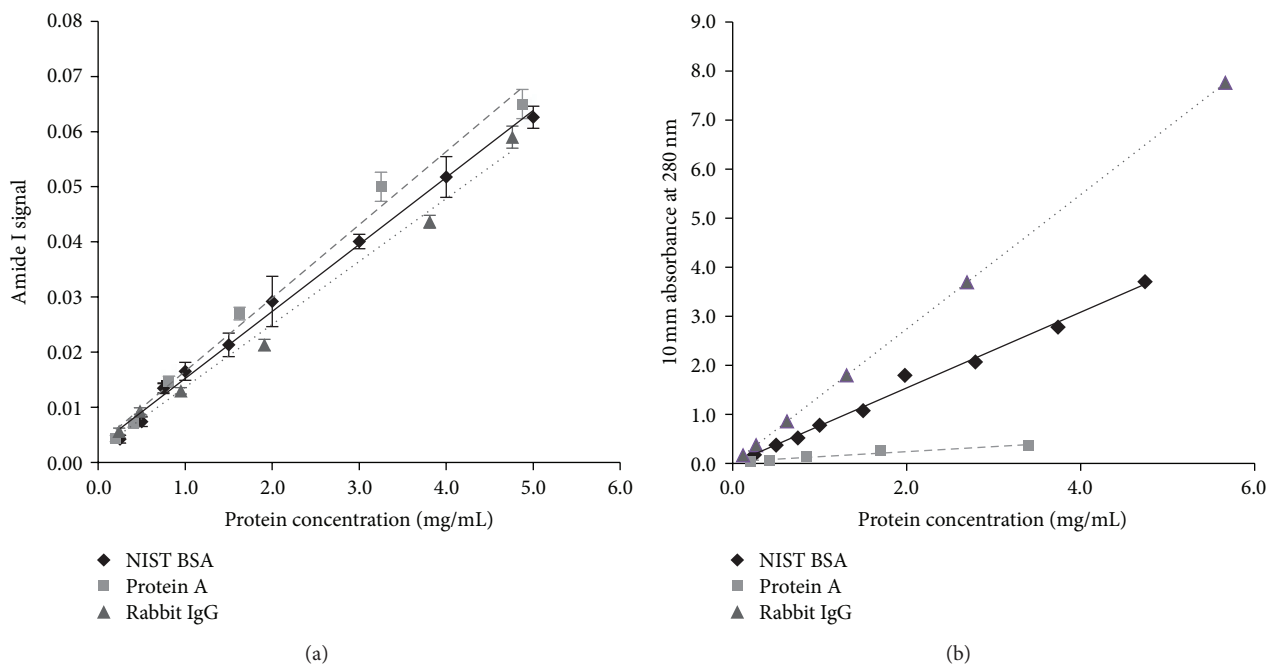 0.08
0.07
0.06
0.05
0.04
0.03
0.02
0.01
0.00
Amide I signal
0.0 1.0 2.0 3.0 4.0 5.0 6.0
Protein concentration (mg/mL)
NIST BSA
Protein A
Rabbit IgG
(a)
9.0
8.0
7.0
6.0
5.0
4.0
3.0
2.0
1.0
0.0
10 mm absorbance at 280 nm
0.0 2.0 4.0 6.0
Protein concentration (mg/mL)
NIST BSA
Protein A
Rabbit IgG
(b)